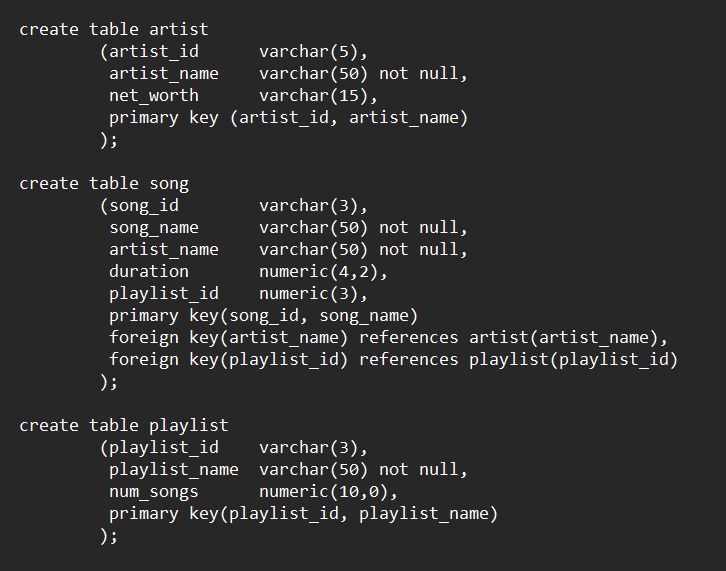 create table artist
(artist_id varchar(5),
artist_name varchar(50) not null,
net_worth varchar(15),
primary key (artist_id, artist_name)
);
create table song
(song_id varchar(3),
song_name varchar(50) not null,
artist_name varchar(50) not null,
duration numeric(4,2),
playlist_id numeric(3),
primary key(song_id, song_name)
foreign key(artist_name) references artist(artist_name),
foreign key(playlist_id) references playlist(playlist_id)
);
create table playlist
(playlist_id varchar(3),
playlist_name varchar(50) not null,
num_songs numeric(10,0),
primary key(playlist_id, playlist_name)
);